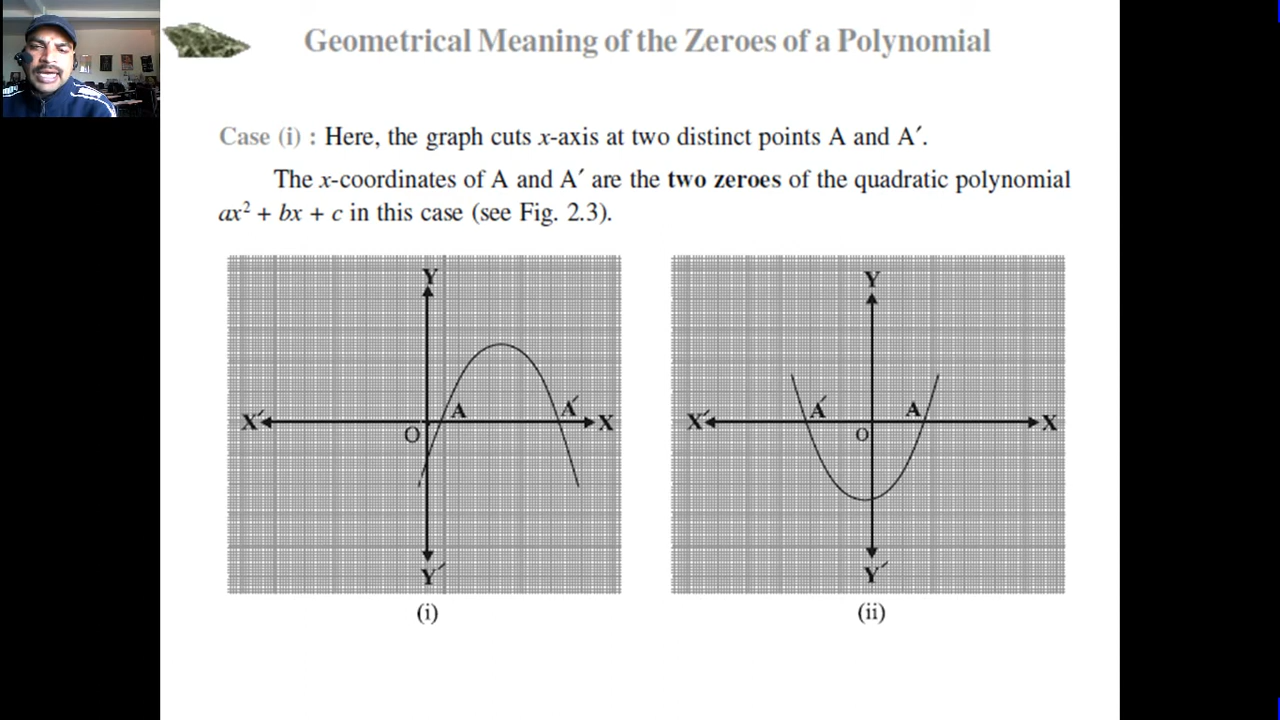 Geometrical Meaning of the Zeroes of a Polynomial
Case (i) : Here, the graph cuts x-axis at two distinct points A and A′.
The x-coordinates of A and A′ are the two zeroes of the quadratic polynomial
ax² + bx + c in this case (see Fig. 2.3).
Y
A
A′
X′
X
O
Y′
(i)
Y
A′
A
X′
X
O
Y′
(ii)